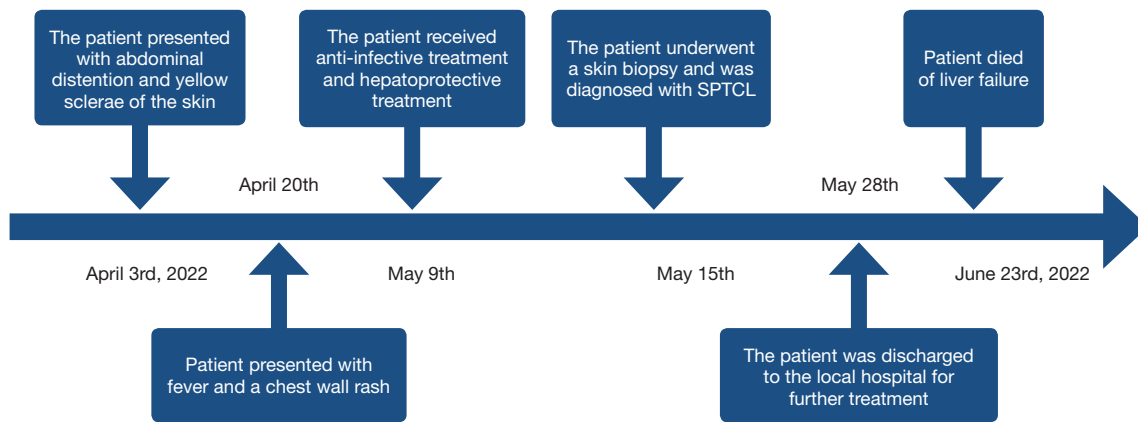 The patient presented
with abdominal
distention and yellow
sclerae of the skin
The patient received
anti-infective treatment
and hepatoprotective
treatment
The patient underwent
a skin biopsy and was
diagnosed with SPTCL
Patient died
of liver failure
April 20th
May 28th
April 3rd, 2022
May 9th
May 15th
June 23rd, 2022
Patient presented with
fever and a chest wall rash
The patient was discharged
to the local hospital for
further treatment